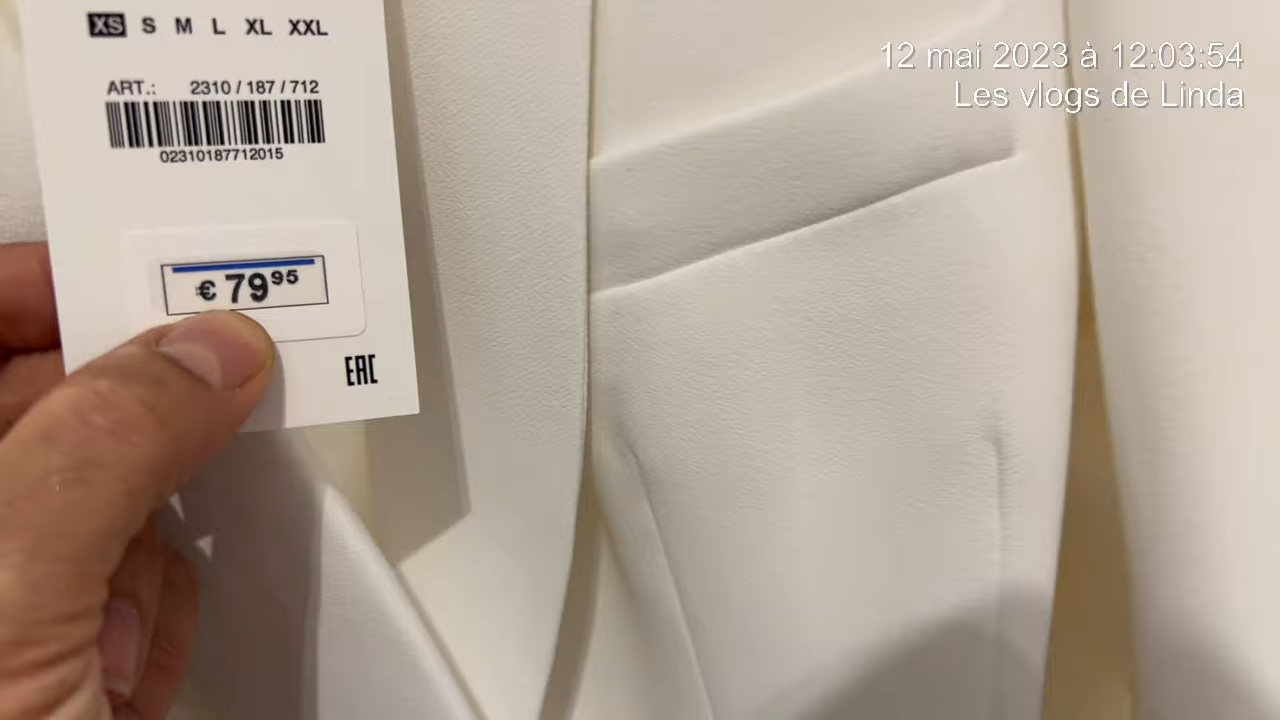 XS S M L XL XXL
ART.: 2310 / 187 / 712
02310187712015
€ 79 95
EAC
12 mai 2023 à 12:03:54
Les vlogs de Linda